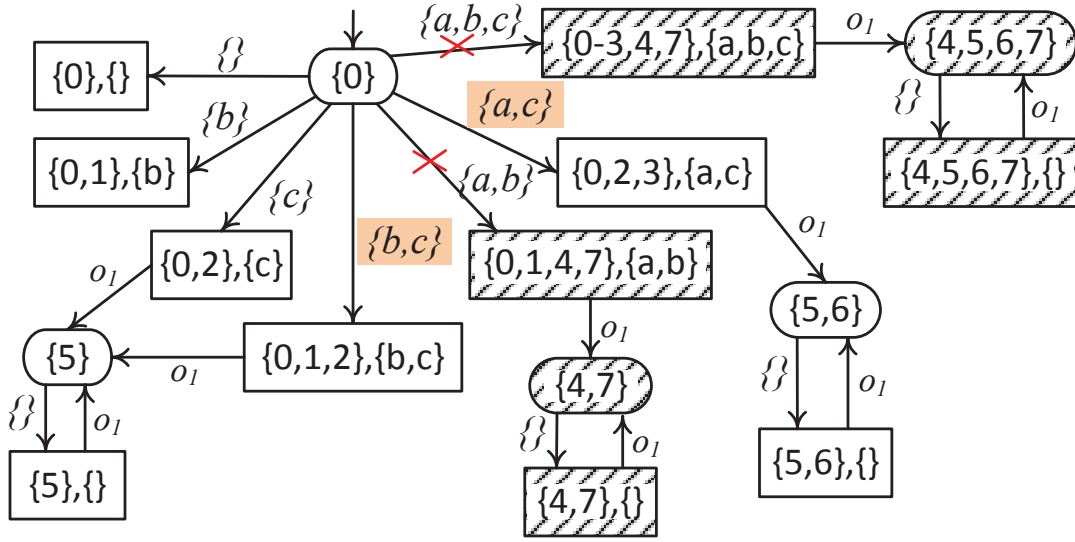 {a,b,c}
{0-3,4,7},{a,b,c}
o1
{4,5,6,7}
{0},{}
{}
{0}
{a,c}
{}
o1
{b}
{0,1},{b}
{a,b}
{0,2,3},{a,c}
{4,5,6,7},{}
{c}
{b,c}
{0,2},{c}
{0,1,4,7},{a,b}
o1
o1
{5,6}
{5}
o1
{0,1,2},{b,c}
o1
{4,7}
{}
o1
{}
o1
{}
o1
{5},{}
{4,7},{}
{5,6},{}